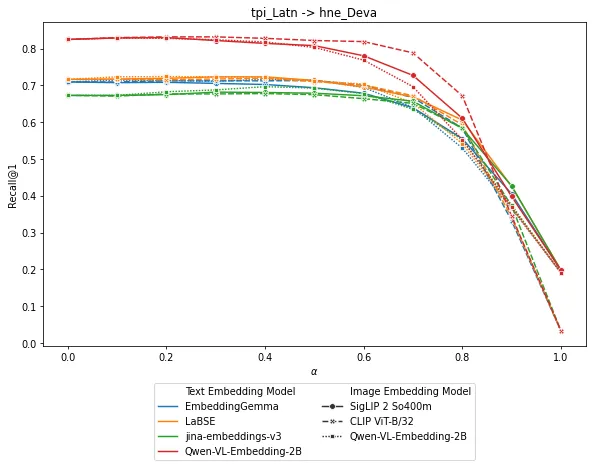 tpi_Latn -> hne_Deva
Recall@1
0.8
0.7
0.6
0.5
0.4
0.3
0.2
0.1
0.0
0.0 0.2 0.4 0.6 0.8 1.0
α
Text Embedding Model
EmbeddingGemma
LaBSE
jina-embeddings-v3
Qwen-VL-Embedding-2B
Image Embedding Model
SigLIP 2 So400m
CLIP ViT-B/32
Qwen-VL-Embedding-2B